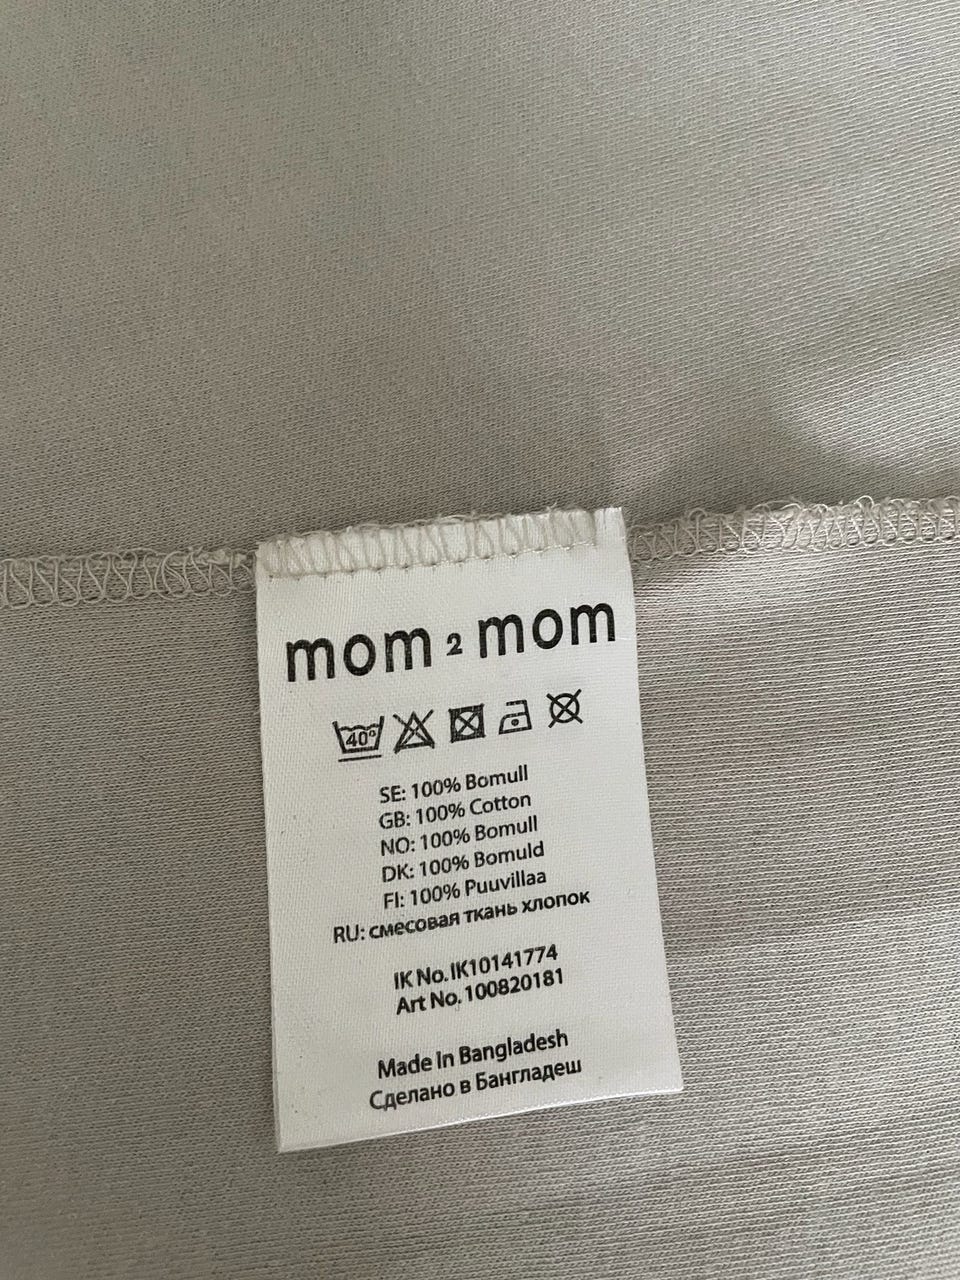 mom 2 mom
40°
SE: 100% Bomull
GB: 100% Cotton
NO: 100% Bomull
DK: 100% Bomuld
FI: 100% Puuvillaa
RU: смесовая ткань хлопок
IK No. IK10141774
Art No. 100820181
Made In Bangladesh
Сделано в Бангладеш